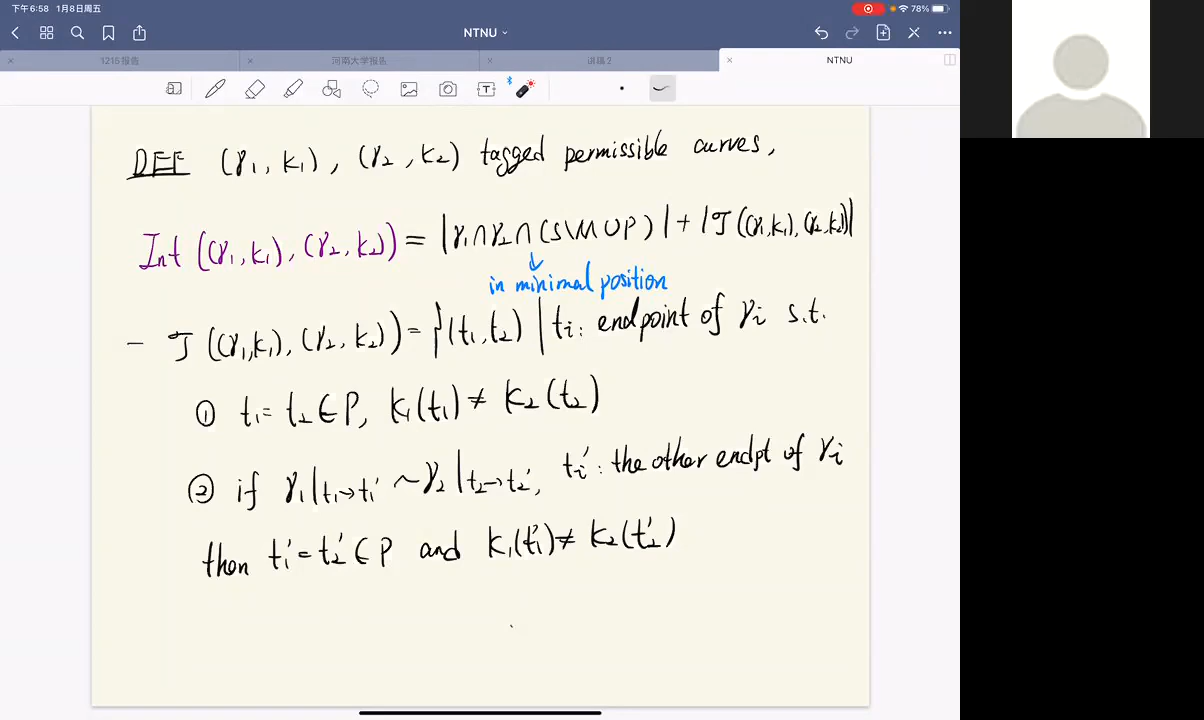 下午6:58 1月8日周五
78%
NTNU
1215报告
河南大学报告
NTNU
DEF (γ₁, κ₁), (γ₂, κ₂) tagged permissible curves,
Int ((γ₁, κ₁), (γ₂, κ₂)) = |γ₁∩γ₂∩(S\M∪P)| + |𝒥((γ₁,κ₁),(γ₂,κ₂))|
↓
in minimal position
- 𝒥((γ₁,κ₁), (γ₂, κ₂)) = {(t₁,t₂) | tᵢ: endpoint of γᵢ s.t.
① t₁ = t₂ ∈ P, κ₁(t₁) ≠ κ₂(t₂)
② if γ₁|t₁→t₁' ~ γ₂|t₂→t₂', tᵢ': the other endpt of γᵢ
then t₁' = t₂' ∈ P and κ₁(t₁') ≠ κ₂(t₂')